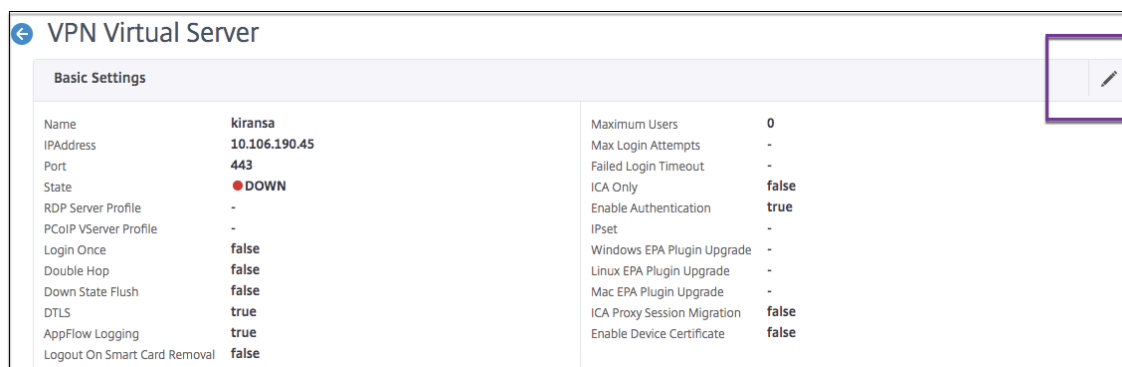 VPN Virtual Server
Basic Settings
Name kiransa
IPAddress 10.106.190.45
Port 443
State DOWN
RDP Server Profile -
PCoIP VServer Profile -
Login Once false
Double Hop false
Down State Flush false
DTLS true
AppFlow Logging true
Logout On Smart Card Removal false
Maximum Users 0
Max Login Attempts -
Failed Login Timeout -
ICA Only false
Enable Authentication true
IPset -
Windows EPA Plugin Upgrade -
Linux EPA Plugin Upgrade -
Mac EPA Plugin Upgrade -
ICA Proxy Session Migration false
Enable Device Certificate false